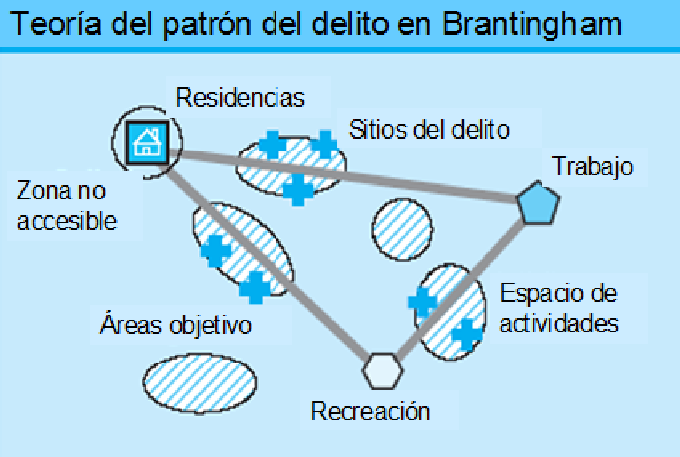 Teoría del patrón del delito en Brantingham
Residencias
Sitios del delito
Trabajo
Zona no
accesible
Espacio de
actividades
Áreas objetivo
Recreación